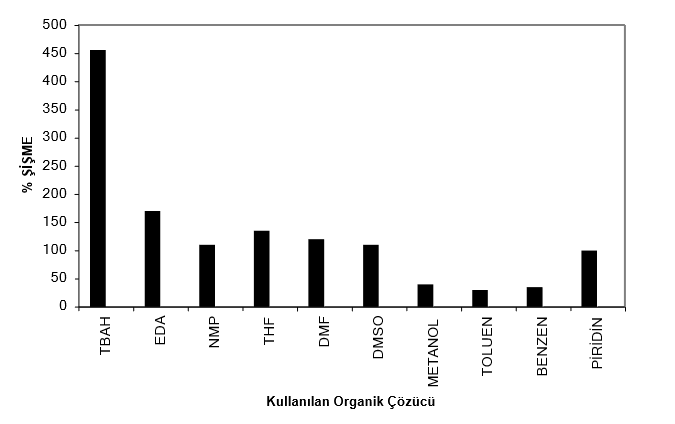 500
450
400
350
300
250
200
150
100
50
0
% ŞİŞME
TBAH
EDA
NMP
THF
DMF
DMSO
METANOL
TOLUEN
BENZEN
PİRİDİN
Kullanılan Organik Çözücü